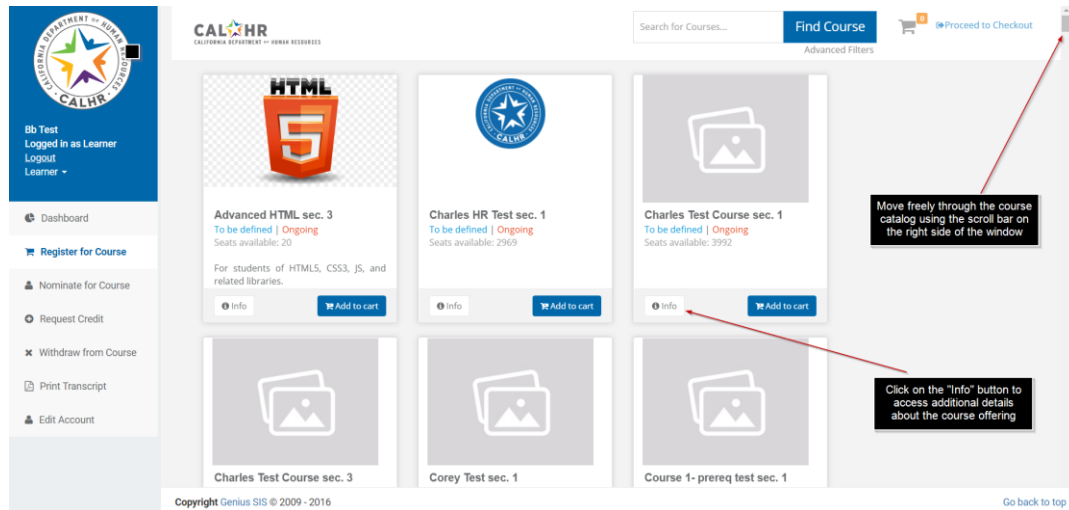 CALIFORNIA DEPARTMENT OF HUMAN RESOURCES
CALHR
Bb Test
Logged in as Learner
Logout
Learner
Dashboard
Register for Course
Nominate for Course
Request Credit
Withdraw from Course
Print Transcript
Edit Account
CALHR
CALIFORNIA DEPARTMENT OF HUMAN RESOURCES
Search for Courses...
Find Course
Advanced Filters
0
Proceed to Checkout
HTML
5
Advanced HTML sec. 3
To be defined | Ongoing
Seats available: 20
For students of HTML5, CSS3, JS, and
related libraries.
Info
Add to cart
CALHR
Charles HR Test sec. 1
To be defined | Ongoing
Seats available: 2969
Info
Add to cart
Charles Test Course sec. 1
To be defined | Ongoing
Seats available: 3992
Info
Add to cart
Move freely through the course
catalog using the scroll bar on
the right side of the window
Click on the "Info" button to
access additional details
about the course offering
Charles Test Course sec. 3
Corey Test sec. 1
Course 1- prereq test sec. 1
Copyright Genius SIS © 2009 - 2016
Go back to top